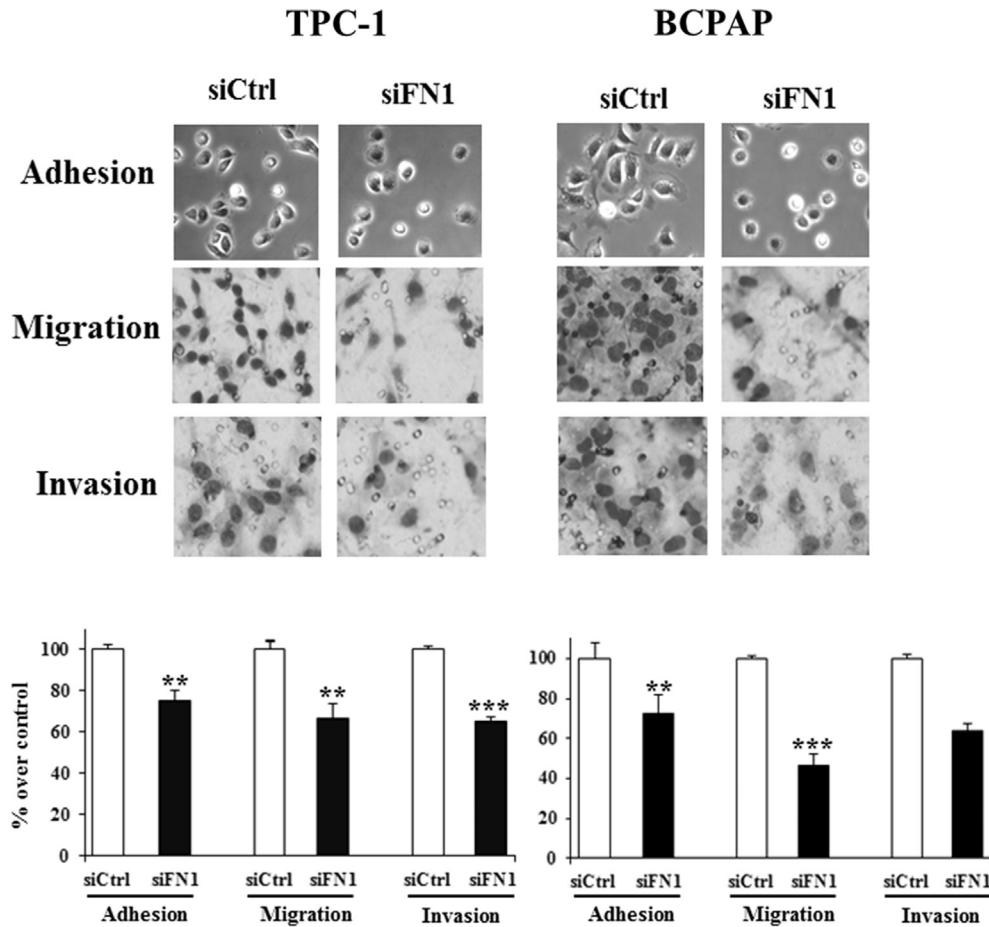 TPC-1 BCPAP
siCtrl siFN1 siCtrl siFN1
Adhesion
Migration
Invasion
% over control
100
80
60
40
20
0
** ** ***
siCtrl siFN1 siCtrl siFN1 siCtrl siFN1
Adhesion Migration Invasion
100
80
60
40
20
0
** ***
siCtrl siFN1 siCtrl siFN1 siCtrl siFN1
Adhesion Migration Invasion